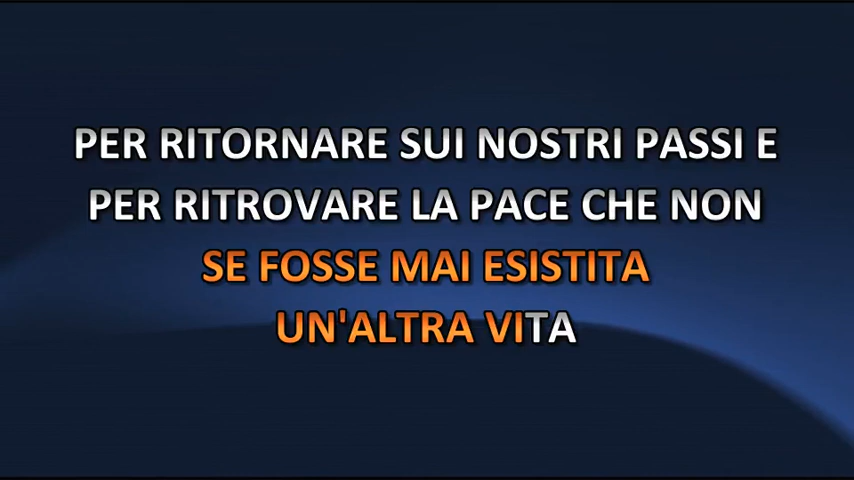 PER RITORNARE SUI NOSTRI PASSI E
PER RITROVARE LA PACE CHE NON
SE FOSSE MAI ESISTITA
UN'ALTRA VITA